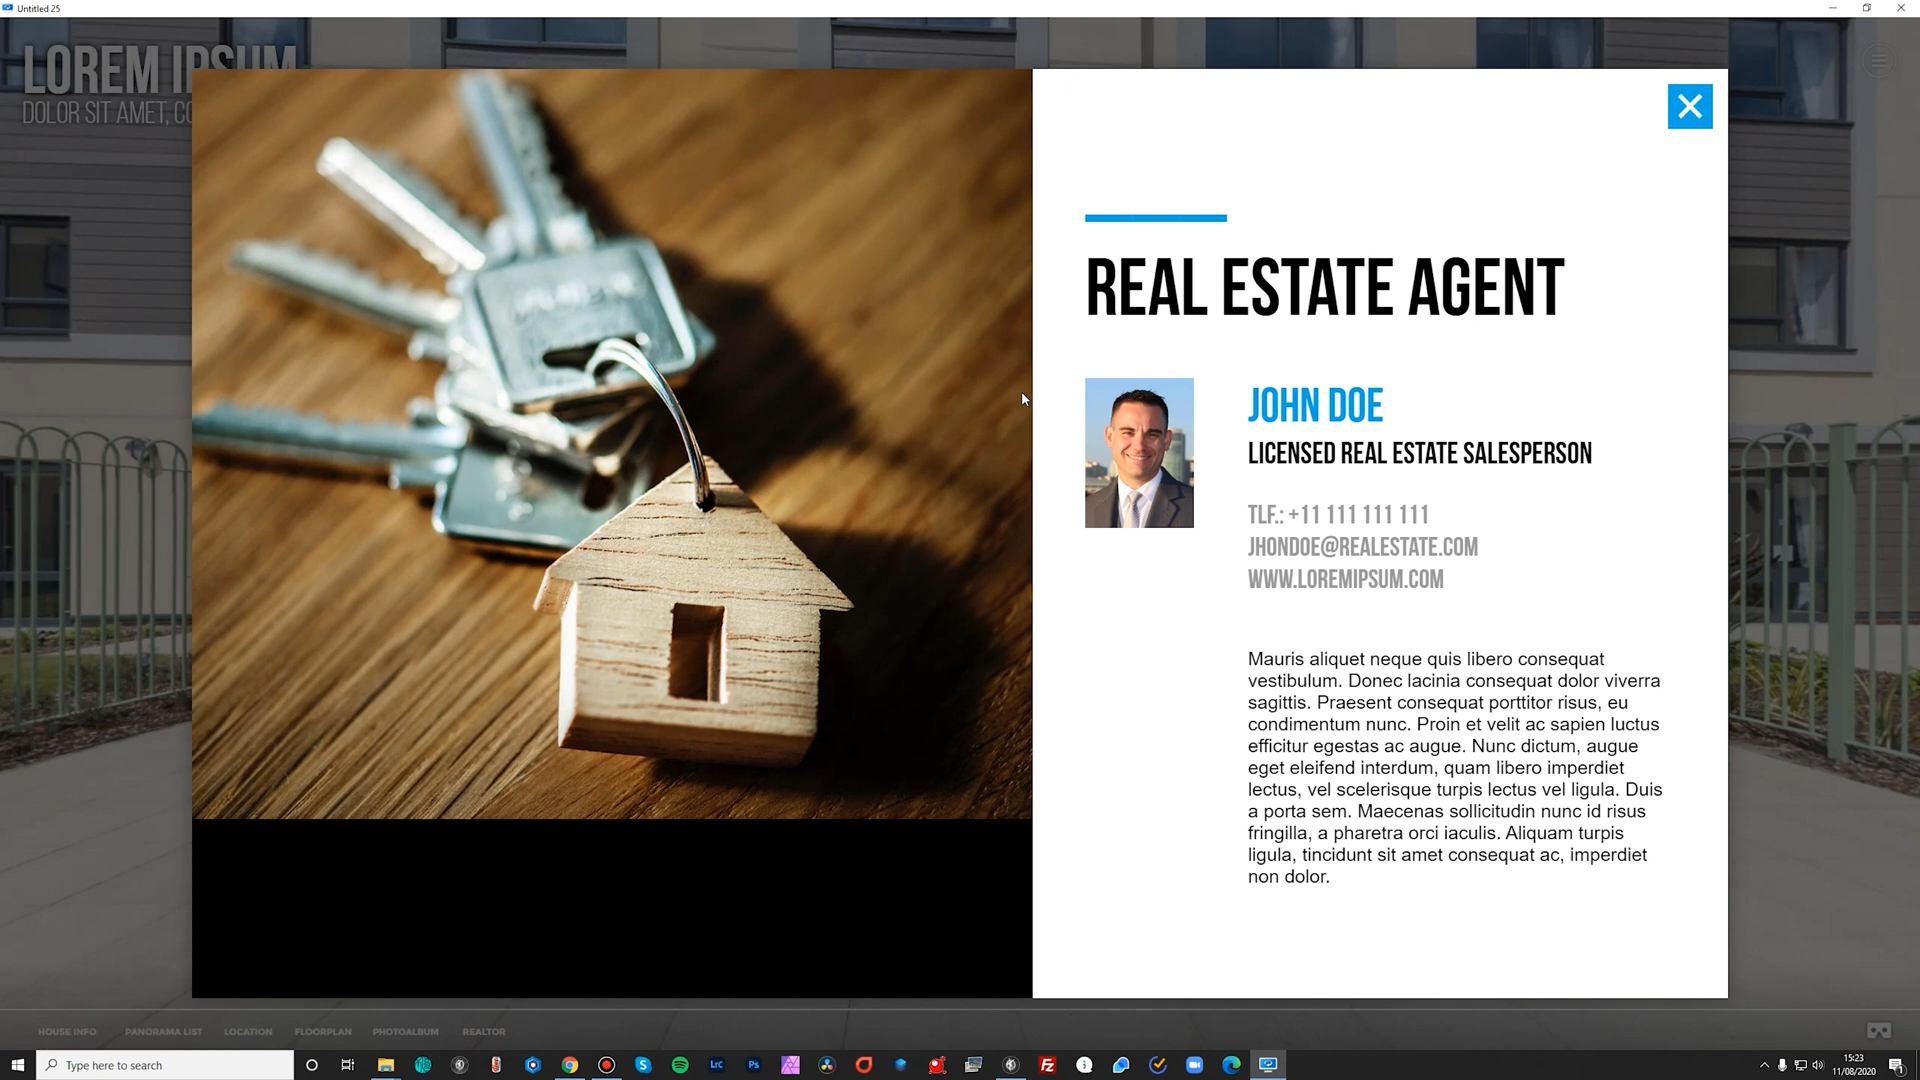 Untitled 25
LOREM IPSUM
DOLOR SIT AMET, CO
REAL ESTATE AGENT
JOHN DOE
LICENSED REAL ESTATE SALESPERSON
TLF.: +11 111 111 111
JHONDOE@REALESTATE.COM
WWW.LOREMIPSUM.COM
Mauris aliquet neque quis libero consequat
vestibulum. Donec lacinia consequat dolor viverra
sagittis. Praesent consequat porttitor risus, eu
condimentum nunc. Proin et velit ac sapien luctus
efficitur egestas ac augue. Nunc dictum, augue
eget eleifend interdum, quam libero imperdiet
lectus, vel scelerisque turpis lectus vel ligula. Duis
a porta sem. Maecenas sollicitudin nunc id risus
fringilla, a pharetra orci iaculis. Aliquam turpis
ligula, tincidunt sit amet consequat ac, imperdiet
non dolor.
HOUSE INFO PANORAMA LIST LOCATION FLOORPLAN PHOTOALBUM REALTOR
Type here to search
LrC
Ps
Fz
15:23
11/08/2020